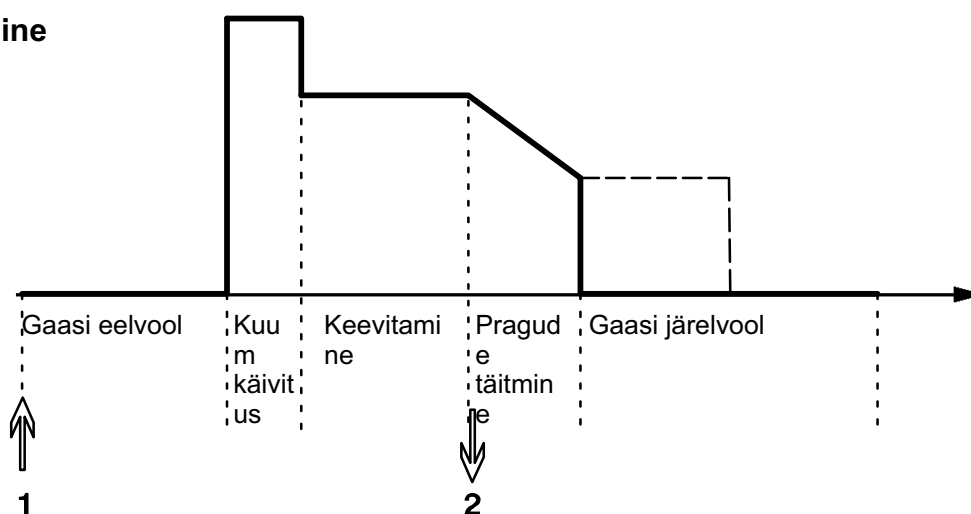 ine
Gaasi eelvool
Kuu
m
käivit
us
Keevitami
ne
Pragud
e
täitmin
e
Gaasi järelvool
1
2